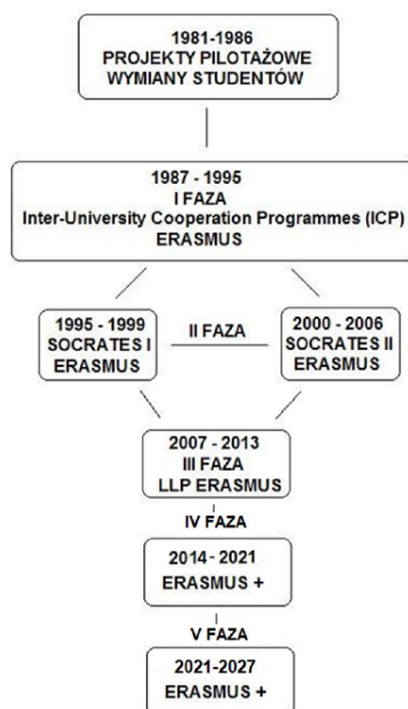 1981-1986
PROJEKTY PILOTAŻOWE
WYMIANY STUDENTÓW
1987 - 1995
I FAZA
Inter-University Cooperation Programmes (ICP)
ERASMUS
1995 - 1999
SOCRATES I
ERASMUS
II FAZA
2000 - 2006
SOCRATES II
ERASMUS
2007 - 2013
III FAZA
LLP ERASMUS
IV FAZA
2014 - 2021
ERASMUS +
V FAZA
2021-2027
ERASMUS +